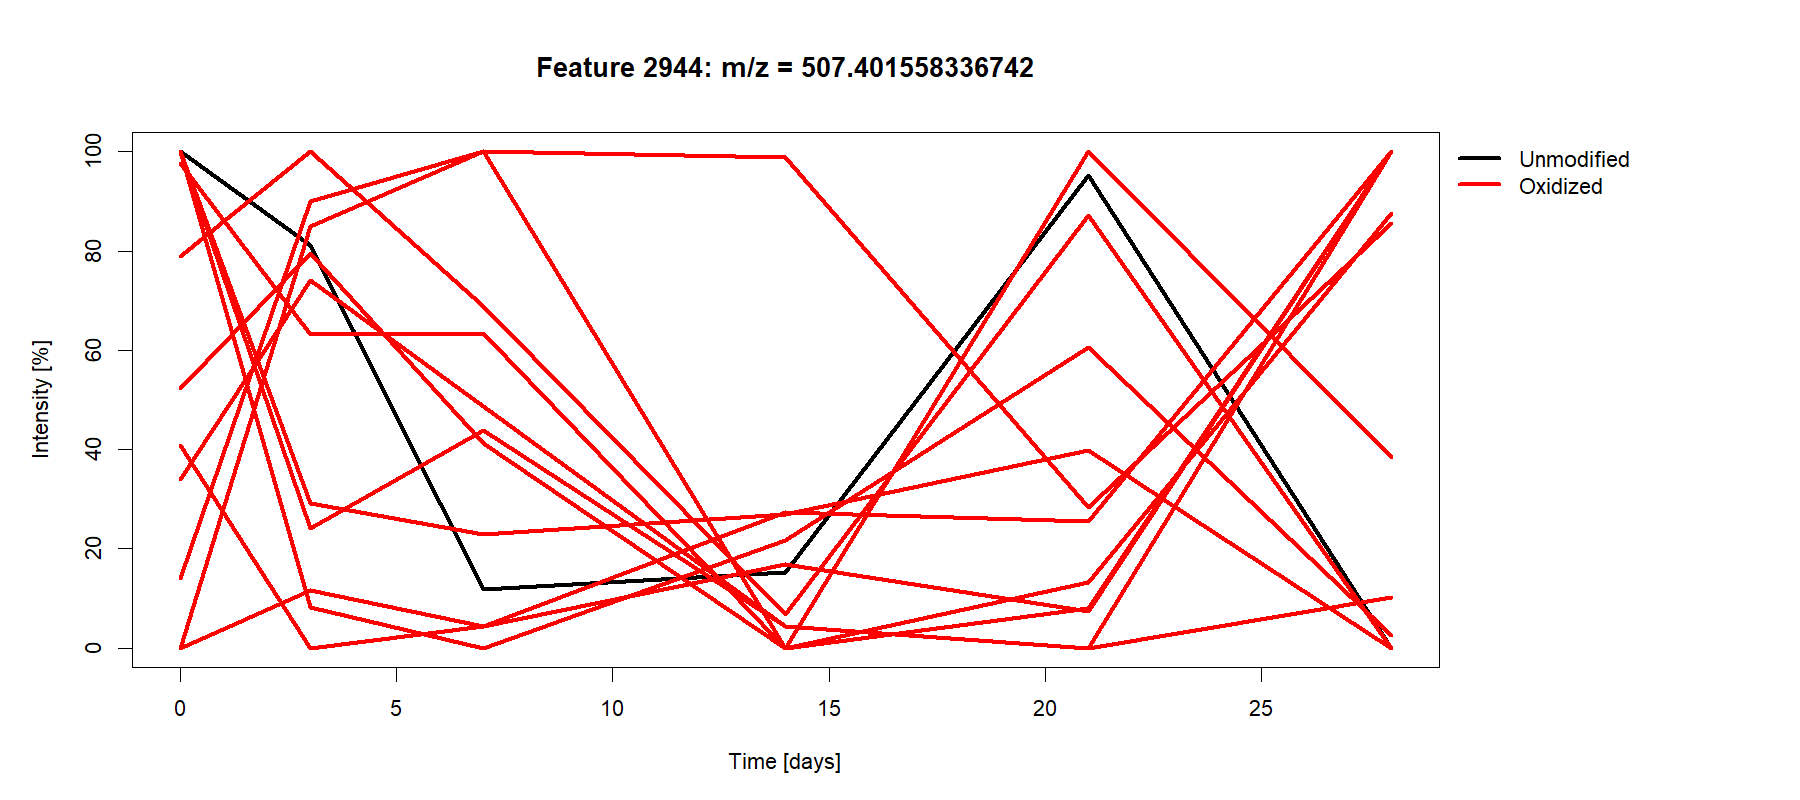 Feature 2944: m/z = 507.401558336742
Unmodified
Oxidized
Intensity [%]
100
80
60
40
20
0
0 5 10 15 20 25
Time [days]